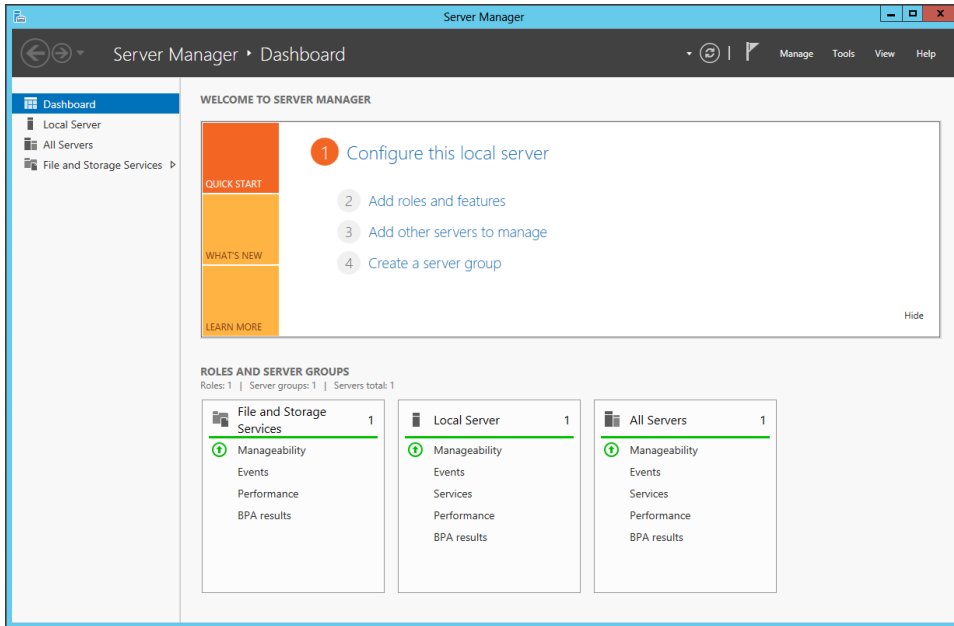 Server Manager
Server Manager ‣ Dashboard
Manage Tools View Help
Dashboard
Local Server
All Servers
File and Storage Services
WELCOME TO SERVER MANAGER
QUICK START
WHAT'S NEW
LEARN MORE
1 Configure this local server
2 Add roles and features
3 Add other servers to manage
4 Create a server group
Hide
ROLES AND SERVER GROUPS
Roles: 1 | Server groups: 1 | Servers total: 1
File and Storage
Services 1
Manageability
Events
Performance
BPA results
Local Server 1
Manageability
Events
Services
Performance
BPA results
All Servers 1
Manageability
Events
Services
Performance
BPA results